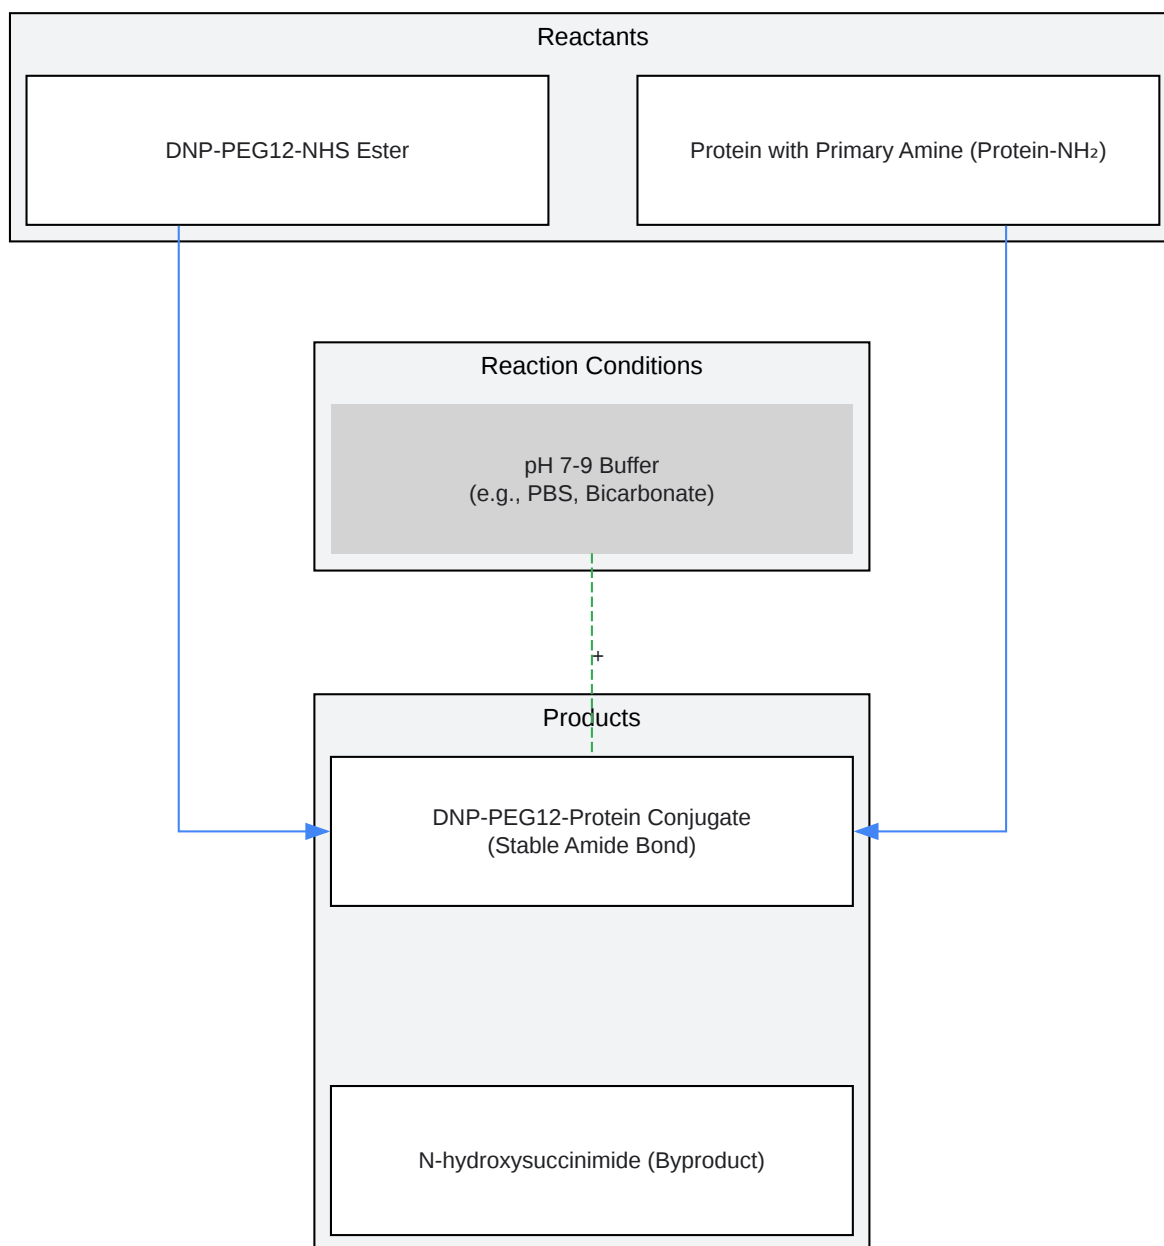 Reactants
DNP-PEG12-NHS Ester
Protein with Primary Amine (Protein-NH₂)
Reaction Conditions
pH 7-9 Buffer
(e.g., PBS, Bicarbonate)
+
Products
DNP-PEG12-Protein Conjugate
(Stable Amide Bond)
N-hydroxysuccinimide (Byproduct)